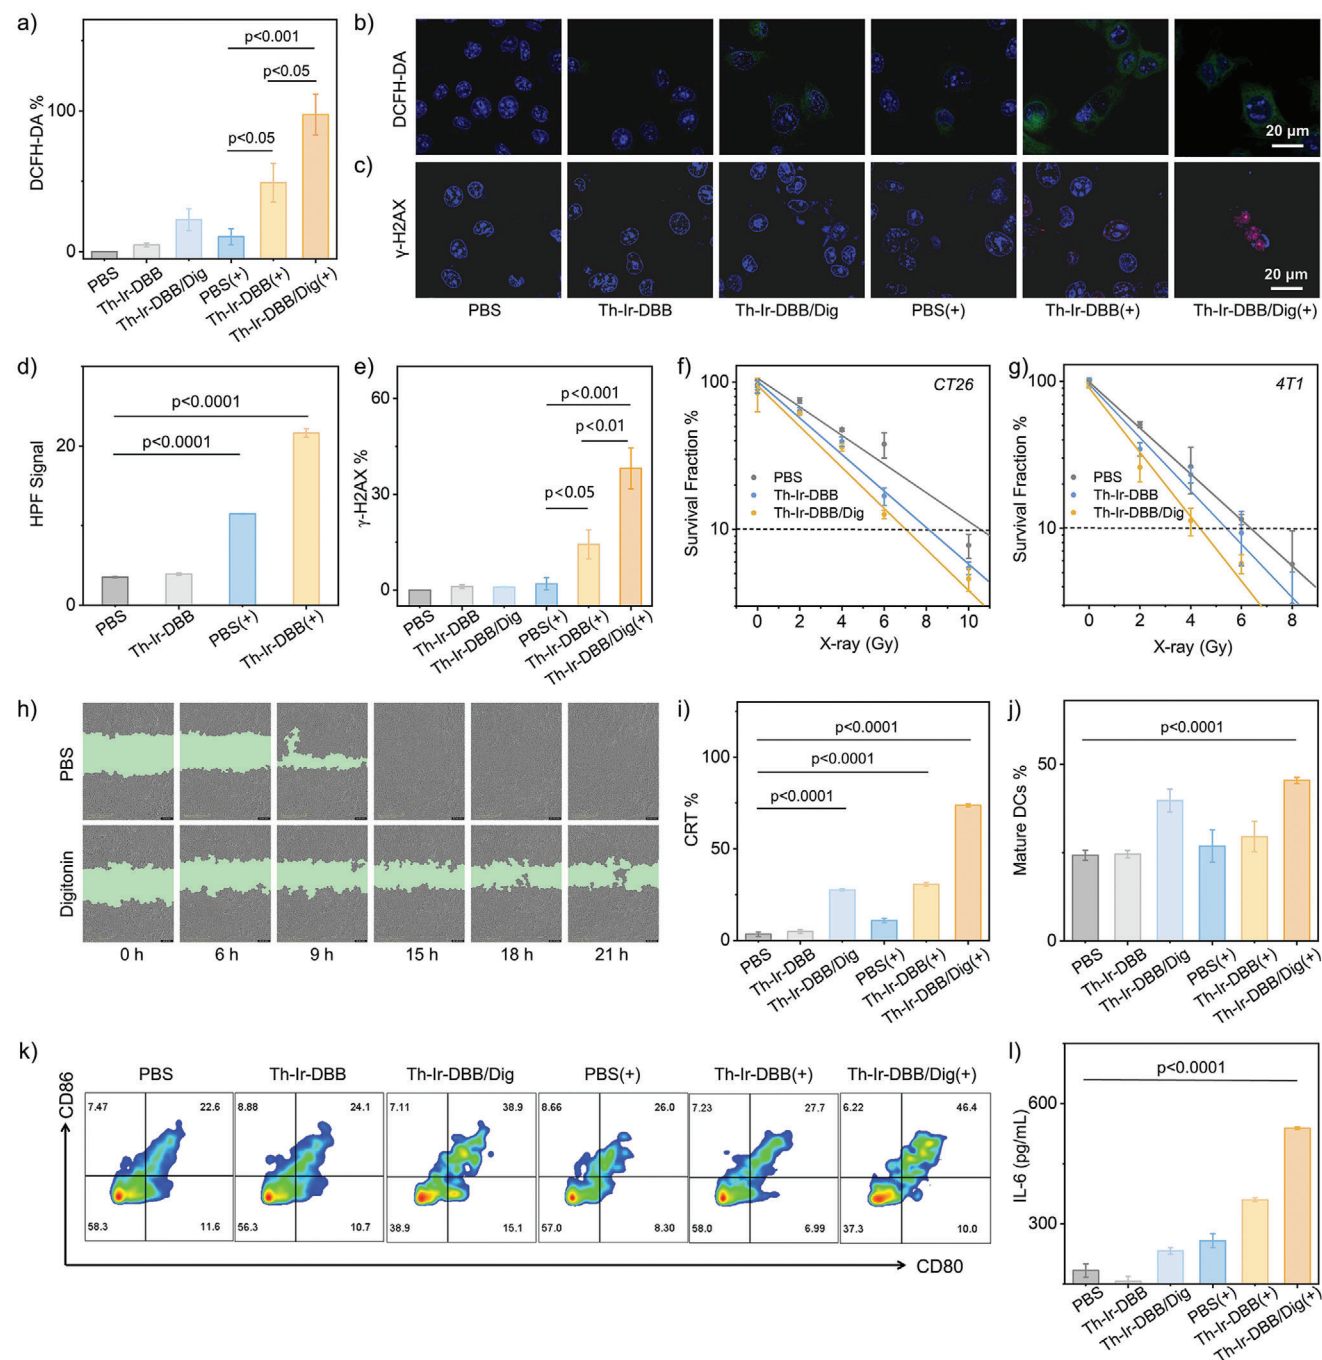 a)
DCFH-DA %
100
0
p<0.001
p<0.05
p<0.05
PBS
Th-Ir-DBB
Th-Ir-DBB/Dig
PBS(+)
Th-Ir-DBB(+)
Th-Ir-DBB/Dig(+)
b)
DCFH-DA
20 µm
c)
γ-H2AX
20 µm
PBS Th-Ir-DBB Th-Ir-DBB/Dig PBS(+) Th-Ir-DBB(+) Th-Ir-DBB/Dig(+)
d)
HPF Signal
20
0
p<0.0001
p<0.0001
PBS
Th-Ir-DBB
PBS(+)
Th-Ir-DBB(+)
e)
γ-H2AX %
60
30
0
p<0.001
p<0.01
p<0.05
PBS
Th-Ir-DBB
Th-Ir-DBB/Dig
PBS(+)
Th-Ir-DBB(+)
Th-Ir-DBB/Dig(+)
f)
Survival Fraction %
100
10
CT26
PBS
Th-Ir-DBB
Th-Ir-DBB/Dig
0 2 4 6 8 10
X-ray (Gy)
g)
Survival Fraction %
100
10
4T1
PBS
Th-Ir-DBB
Th-Ir-DBB/Dig
0 2 4 6 8
X-ray (Gy)
h)
PBS
Digitonin
0 h 6 h 9 h 15 h 18 h 21 h
i)
CRT %
100
50
0
p<0.0001
p<0.0001
p<0.0001
PBS
Th-Ir-DBB
Th-Ir-DBB/Dig
PBS(+)
Th-Ir-DBB(+)
Th-Ir-DBB/Dig(+)
j)
Mature DCs %
50
0
p<0.0001
PBS
Th-Ir-DBB
Th-Ir-DBB/Dig
PBS(+)
Th-Ir-DBB(+)
Th-Ir-DBB/Dig(+)
k)
CD86
PBS Th-Ir-DBB Th-Ir-DBB/Dig PBS(+) Th-Ir-DBB(+) Th-Ir-DBB/Dig(+)
7.47 22.6 8.88 24.1 7.11 38.9 8.66 26.0 7.23 27.7 6.22 46.4
58.3 11.6 56.3 10.7 38.9 15.1 57.0 8.30 58.0 6.99 37.3 10.0
CD80
l)
IL-6 (pg/mL)
600
300
p<0.0001
PBS
Th-Ir-DBB
Th-Ir-DBB/Dig
PBS(+)
Th-Ir-DBB(+)
Th-Ir-DBB/Dig(+)